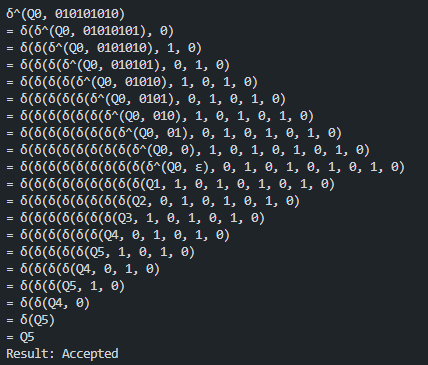 δ^(Q0, 010101010)
= δ(δ^(Q0, 01010101), 0)
= δ(δ(δ^(Q0, 0101010), 1, 0)
= δ(δ(δ(δ^(Q0, 010101), 0, 1, 0)
= δ(δ(δ(δ(δ^(Q0, 01010), 1, 0, 1, 0)
= δ(δ(δ(δ(δ(δ^(Q0, 0101), 0, 1, 0, 1, 0)
= δ(δ(δ(δ(δ(δ(δ^(Q0, 010), 1, 0, 1, 0, 1, 0)
= δ(δ(δ(δ(δ(δ(δ(δ^(Q0, 01), 0, 1, 0, 1, 0, 1, 0)
= δ(δ(δ(δ(δ(δ(δ(δ(δ^(Q0, 0), 1, 0, 1, 0, 1, 0, 1, 0)
= δ(δ(δ(δ(δ(δ(δ(δ(δ(δ^(Q0, ε), 0, 1, 0, 1, 0, 1, 0, 1, 0)
= δ(δ(δ(δ(δ(δ(δ(δ(δ(Q1, 1, 0, 1, 0, 1, 0, 1, 0)
= δ(δ(δ(δ(δ(δ(δ(δ(Q2, 0, 1, 0, 1, 0, 1, 0)
= δ(δ(δ(δ(δ(δ(δ(Q3, 1, 0, 1, 0, 1, 0)
= δ(δ(δ(δ(δ(δ(Q4, 0, 1, 0, 1, 0)
= δ(δ(δ(δ(δ(Q5, 1, 0, 1, 0)
= δ(δ(δ(δ(Q4, 0, 1, 0)
= δ(δ(δ(Q5, 1, 0)
= δ(δ(Q4, 0)
= δ(Q5)
= Q5
Result: Accepted